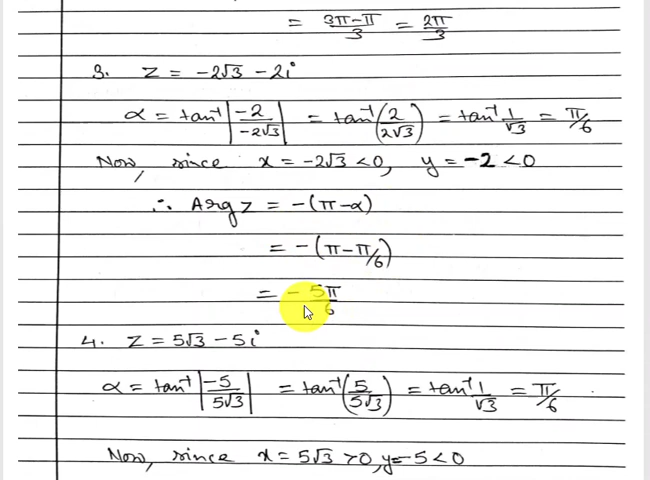 = 3π-π/3 = 2π/3
3. Z = -2√3 - 2i
α = tan⁻¹|-2/-2√3| = tan⁻¹(2/2√3) = tan⁻¹ 1/√3 = π/6
Now, since x = -2√3 < 0, y = -2 < 0
∴ Arg z = -(π-α)
= -(π-π/6)
= - 5π/6
4. Z = 5√3 - 5i
α = tan⁻¹|-5/5√3| = tan⁻¹(5/5√3) = tan⁻¹ 1/√3 = π/6
Now, since x = 5√3 > 0, y = -5 < 0